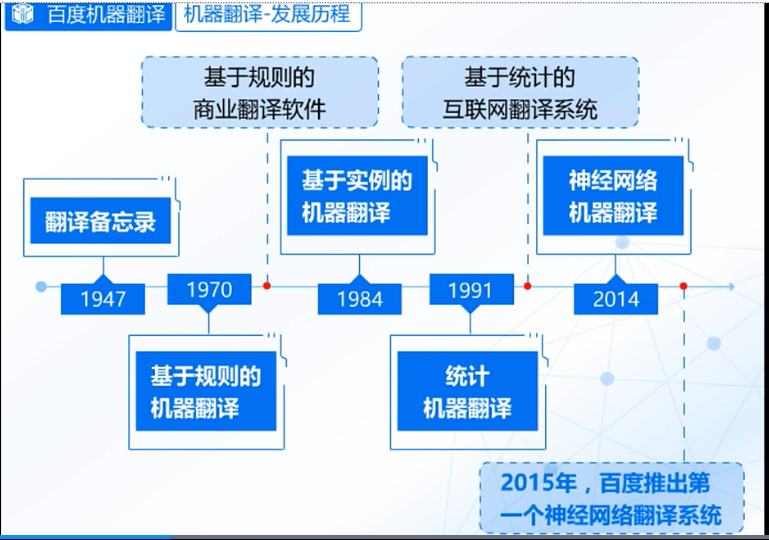 百度机器翻译
机器翻译-发展历程
基于规则的
商业翻译软件
基于统计的
互联网翻译系统
翻译备忘录
基于实例的
机器翻译
神经网络
机器翻译
1947
1970
1984
1991
2014
基于规则的
机器翻译
统计
机器翻译
2015年，百度推出第
一个神经网络翻译系统